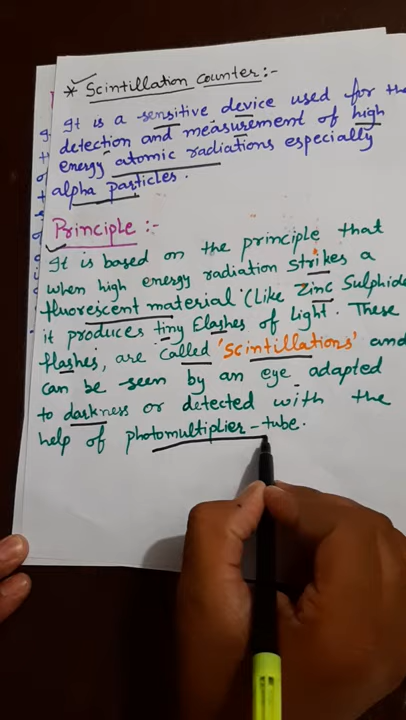 * Scintillation Counter:-
It is a sensitive device used for the
detection and measurement of high
energy atomic radiations especially
alpha particles.
Principle :-
It is based on the principle that
when high energy radiation strikes a
fluorescent material (Like Zinc Sulphide
it produces tiny flashes of Light. These
flashes, are called 'Scintillations' and
can be seen by an eye adapted
to darkness or detected with the
help of photomultiplier-tube.